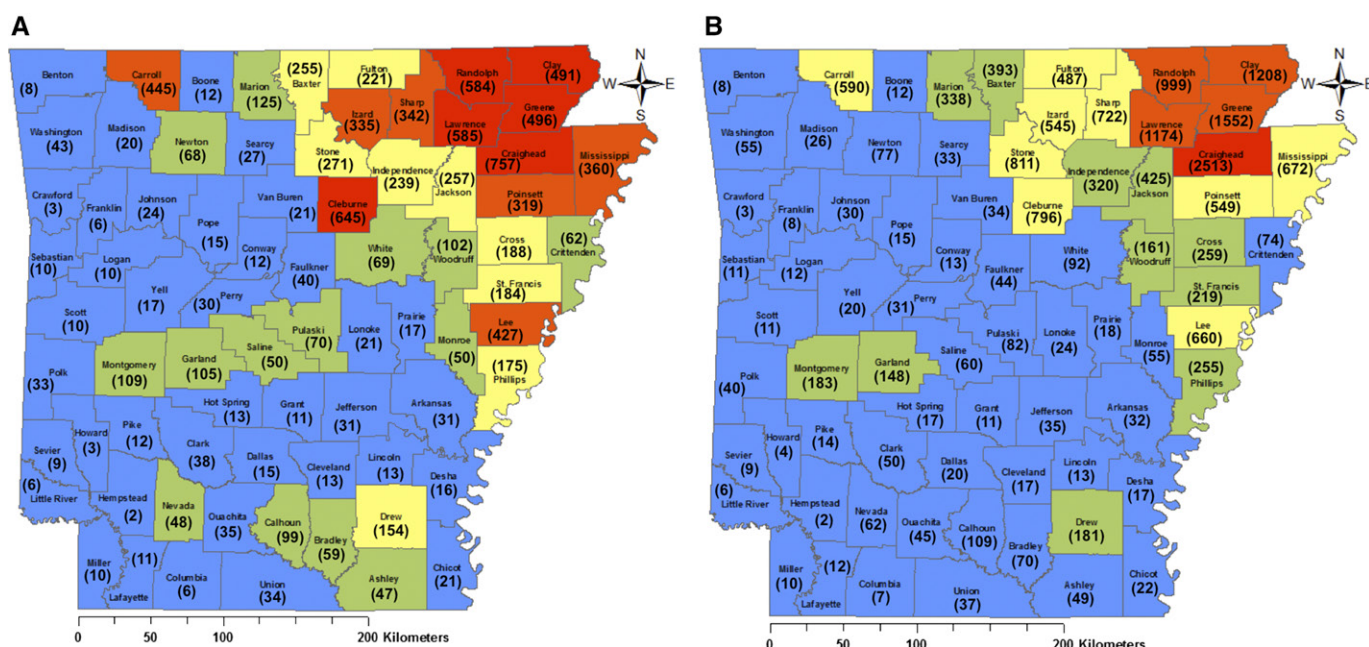 A
N
W E
S
Benton
(8)
Carroll
(445)
Boone
(12)
Marion
(125)
(255)
Baxter
Fulton
(221)
Randolph
(584)
Clay
(491)
Washington
(43)
Madison
(20)
Newton
(68)
Searcy
(27)
Stone
(271)
Izard
(335)
Sharp
(342)
Lawrence
(585)
Greene
(496)
Craighead
(757)
Mississippi
(360)
Independence
(239)
(257)
Jackson
Poinsett
(319)
Crawford
(3)
Franklin
(6)
Johnson
(24)
Pope
(15)
Van Buren
(21)
Cleburne
(645)
White
(69)
(102)
Woodruff
Cross
(188)
(62)
Crittenden
Sebastian
(10)
Logan
(10)
Conway
(12)
Faulkner
(40)
St. Francis
(184)
Scott
(10)
Yell
(17)
Perry
(30)
Pulaski
(70)
Lonoke
(21)
Prairie
(17)
Monroe
(50)
Lee
(427)
Polk
(33)
Montgomery
(109)
Garland
(105)
Saline
(50)
(175)
Phillips
Hot Spring
(13)
Grant
(11)
Jefferson
(31)
Arkansas
(31)
Sevier
(9)
Howard
(3)
Pike
(12)
Clark
(38)
Dallas
(15)
Cleveland
(13)
Lincoln
(13)
Desha
(16)
(6)
Little River
Hempstead
(2)
Nevada
(48)
Ouachita
(35)
Calhoun
(99)
Bradley
(59)
Drew
(154)
Miller
(10)
(11)
Lafayette
Columbia
(6)
Union
(34)
Ashley
(47)
Chicot
(21)
0 50 100 200 Kilometers
B
N
W E
S
Benton
(8)
Carroll
(590)
Boone
(12)
Marion
(338)
(393)
Baxter
Fulton
(487)
Randolph
(999)
Clay
(1208)
Washington
(55)
Madison
(26)
Newton
(77)
Searcy
(33)
Stone
(811)
Izard
(545)
Sharp
(722)
Lawrence
(1174)
Greene
(1552)
Craighead
(2513)
Mississippi
(672)
Independence
(320)
(425)
Jackson
Poinsett
(549)
Crawford
(3)
Franklin
(8)
Johnson
(30)
Pope
(15)
Van Buren
(34)
Cleburne
(796)
White
(92)
(161)
Woodruff
Cross
(259)
(74)
Crittenden
Sebastian
(11)
Logan
(12)
Conway
(13)
Faulkner
(44)
St. Francis
(219)
Scott
(11)
Yell
(20)
Perry
(31)
Pulaski
(82)
Lonoke
(24)
Prairie
(18)
Monroe
(55)
Lee
(660)
Polk
(40)
Montgomery
(183)
Garland
(148)
Saline
(60)
(255)
Phillips
Hot Spring
(17)
Grant
(11)
Jefferson
(35)
Arkansas
(32)
Sevier
(9)
Howard
(4)
Pike
(14)
Clark
(50)
Dallas
(20)
Cleveland
(17)
Lincoln
(13)
Desha
(17)
(6)
Little River
Hempstead
(2)
Nevada
(62)
Ouachita
(45)
Calhoun
(109)
Bradley
(70)
Drew
(181)
Miller
(10)
(12)
Lafayette
Columbia
(7)
Union
(37)
Ashley
(49)
Chicot
(22)
0 50 100 200 Kilometers